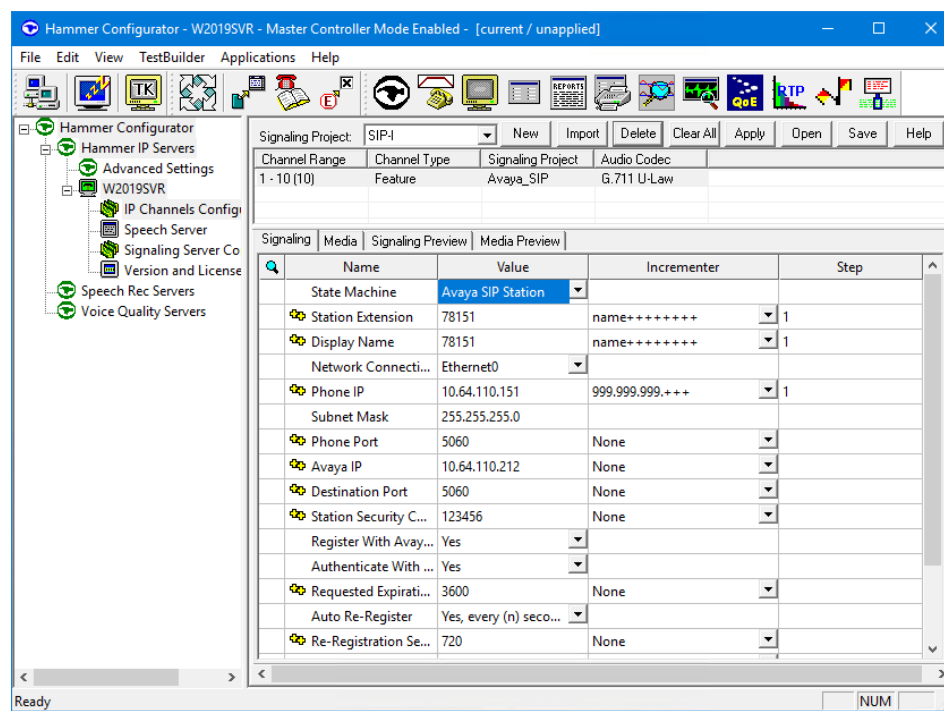 Hammer Configurator - W2019SVR - Master Controller Mode Enabled - [current / unapplied]
File Edit View TestBuilder Applications Help
TK REPORTS QoE RTP
Hammer Configurator
Hammer IP Servers
Advanced Settings
W2019SVR
IP Channels Config
Speech Server
Signaling Server Co
Version and License
Speech Rec Servers
Voice Quality Servers
Signaling Project: SIP-I New Import Delete Clear All Apply Open Save Help
Channel Range Channel Type Signaling Project Audio Codec
1 - 10 (10) Feature Avaya_SIP G.711 U-Law
Signaling Media Signaling Preview Media Preview
Name Value Incrementer Step
State Machine Avaya SIP Station
Station Extension 78151 name++++++++ 1
Display Name 78151 name++++++++ 1
Network Connecti... Ethernet0
Phone IP 10.64.110.151 999.999.999.+++ 1
Subnet Mask 255.255.255.0
Phone Port 5060 None
Avaya IP 10.64.110.212 None
Destination Port 5060 None
Station Security C... 123456 None
Register With Avay... Yes
Authenticate With ... Yes
Requested Expirati... 3600 None
Auto Re-Register Yes, every (n) seco...
Re-Registration Se... 720 None
Ready NUM